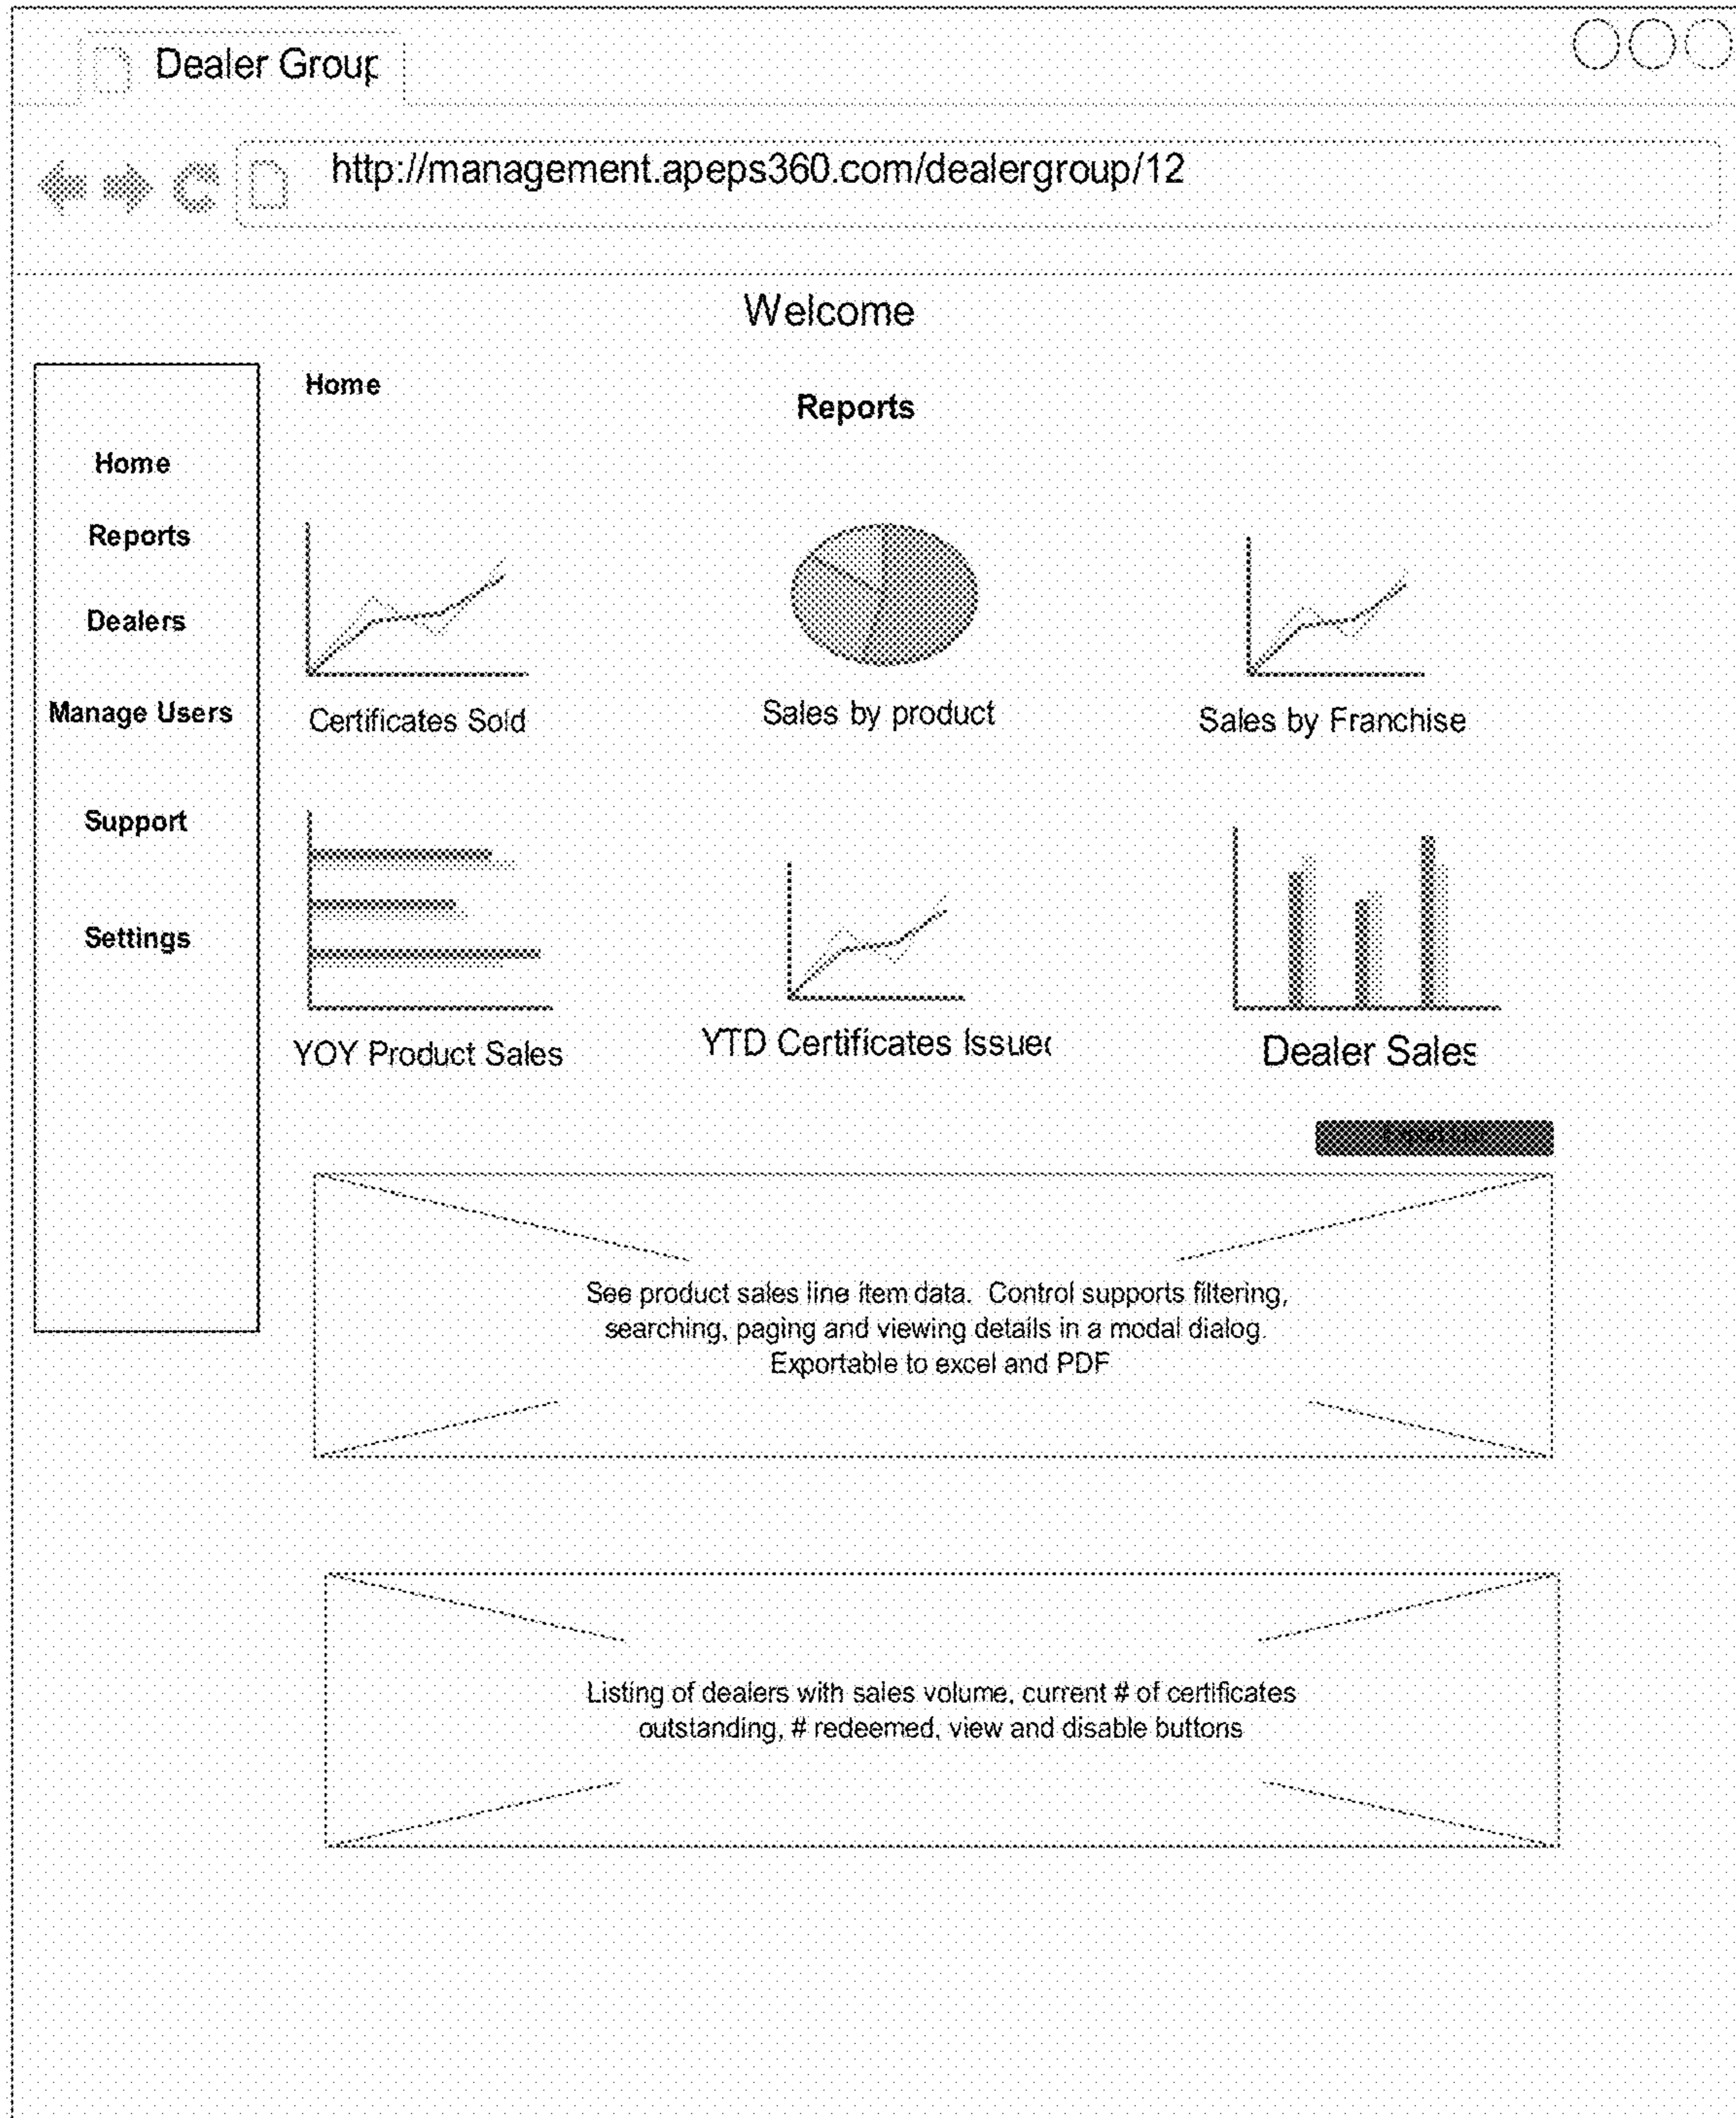 Dealer Group
http://management.apeps360.com/dealergroup/12
Welcome
Home
Reports
Home
Reports
Dealers
Manage Users
Support
Settings
Certificates Sold
Sales by product
Sales by Franchise
YOY Product Sales
YTD Certificates Issued
Dealer Sales
See product sales line item data. Control supports filtering,
searching, paging and viewing details in a modal dialog.
Exportable to excel and PDF
Listing of dealers with sales volume, current # of certificates
outstanding, # redeemed, view and disable buttons